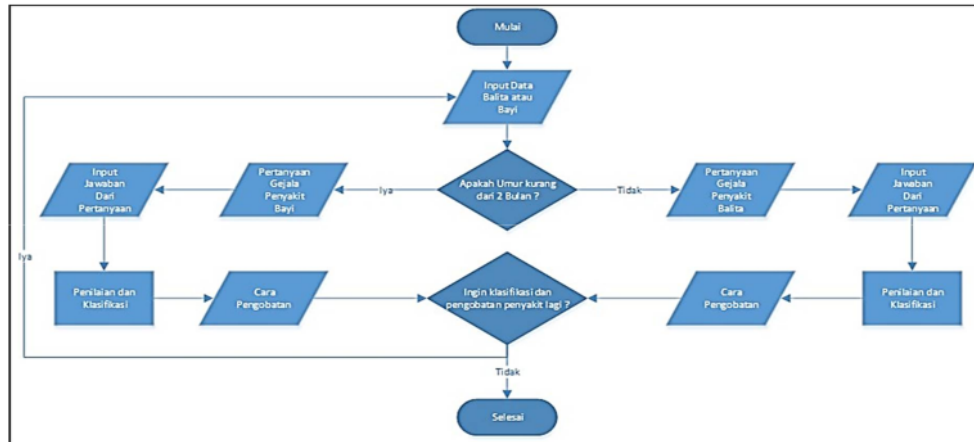 Mulai
Input Data
Balita atau
Bayi
Apakah Umur kurang
dari 2 Bulan ?
Iya
Pertanyaan
Gejala
Penyakit
Bayi
Input
Jawaban
Dari
Pertanyaan
Tidak
Pertanyaan
Gejala
Penyakit
Balita
Input
Jawaban
Dari
Pertanyaan
Iya
Penilaian dan
Klasifikasi
Cara
Pengobatan
Ingin klasifikasi dan
pengobatan penyakit lagi ?
Cara
Pengobatan
Penilaian dan
Klasifikasi
Tidak
Selesai